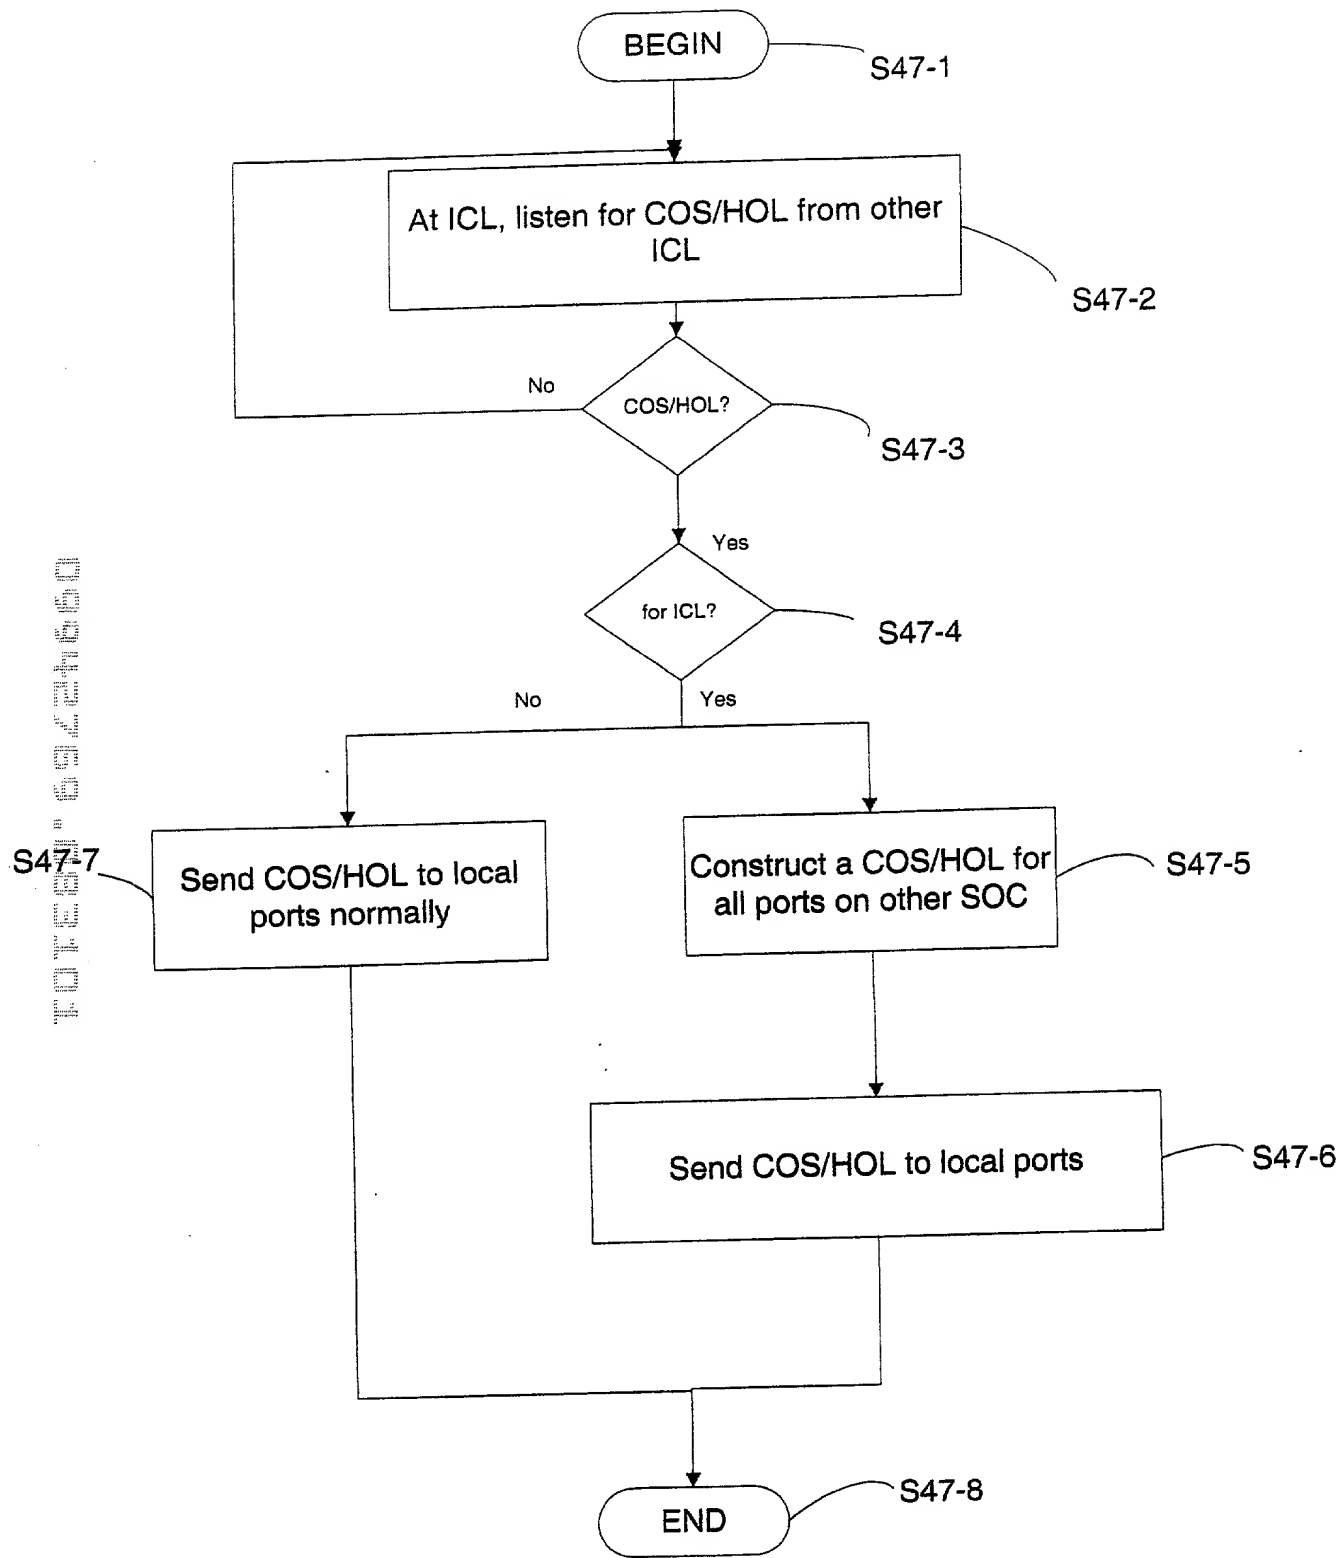 BEGIN
S47-1
At ICL, listen for COS/HOL from other
ICL
S47-2
No
COS/HOL?
S47-3
Yes
for ICL?
S47-4
No
Yes
S47-7
Send COS/HOL to local
ports normally
Construct a COS/HOL for
all ports on other SOC
S47-5
Send COS/HOL to local ports
S47-6
END
S47-8